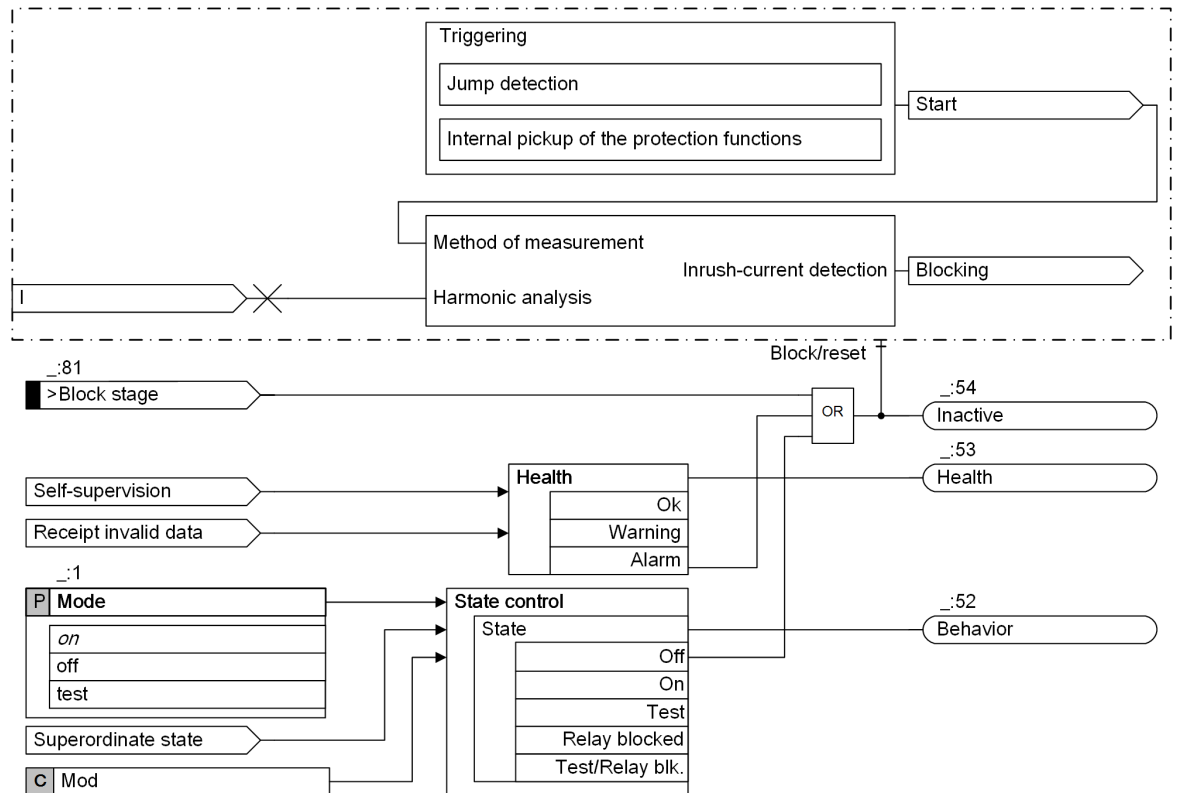 Triggering
Jump detection
Internal pickup of the protection functions
Start
Method of measurement
Inrush-current detection
Blocking
I
Harmonic analysis
Block/reset
_:81
>Block stage
OR
_:54
Inactive
_:53
Health
Self-supervision
Health
Ok
Receipt invalid data
Warning
Alarm
_:1
P Mode
on
off
test
State control
State
Off
On
Test
Relay blocked
Test/Relay blk.
_:52
Behavior
Superordinate state
C Mod